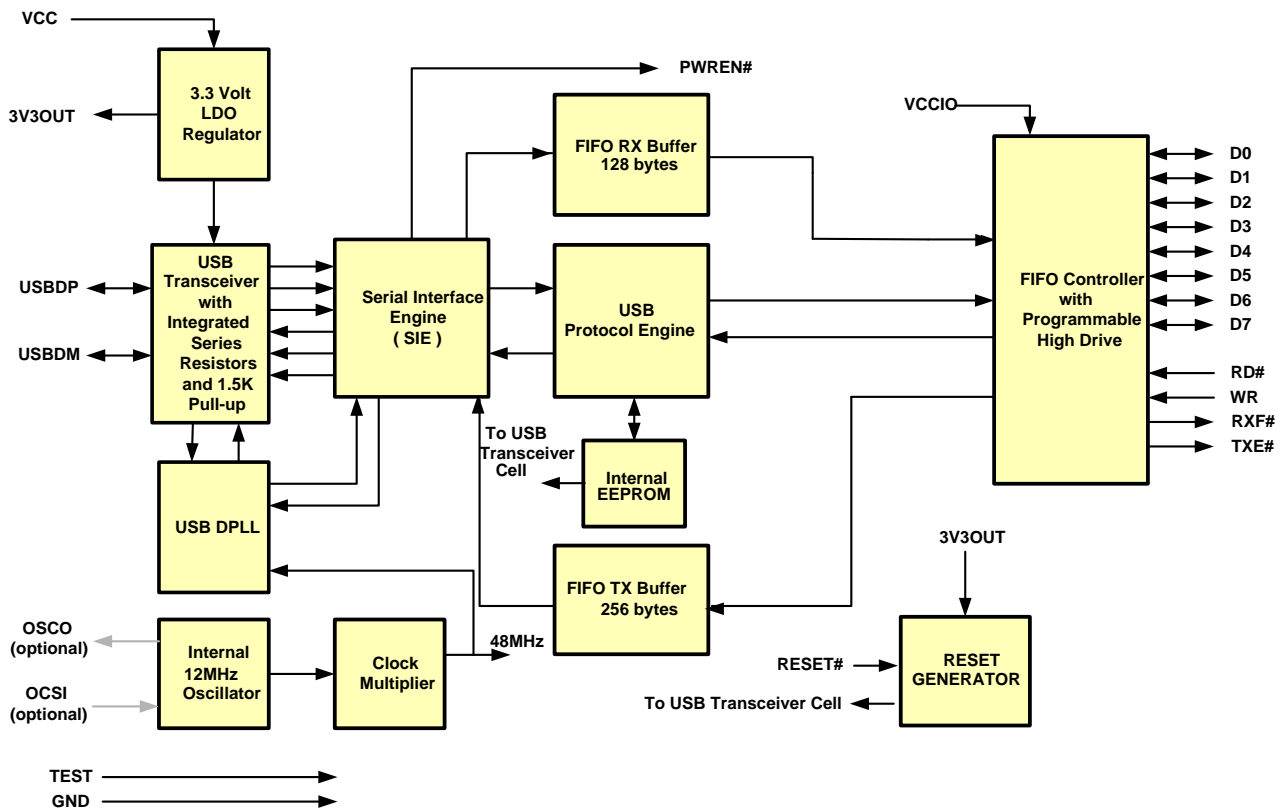 VCC
3.3 Volt
LDO
Regulator
3V3OUT
PWREN#
FIFO RX Buffer
128 bytes
VCCIO
FIFO Controller
with
Programmable
High Drive
D0
D1
D2
D3
D4
D5
D6
D7
RD#
WR
RXF#
TXE#
USBDP
USBDM
USB
Transceiver
with
Integrated
Series
Resistors
and 1.5K
Pull-up
Serial Interface
Engine
( SIE )
USB
Protocol Engine
To USB
Transceiver
Cell
Internal
EEPROM
USB DPLL
FIFO TX Buffer
256 bytes
3V3OUT
OSCO
(optional)
OCSI
(optional)
Internal
12MHz
Oscillator
Clock
Multiplier
48MHz
RESET#
RESET
GENERATOR
To USB Transceiver Cell
TEST
GND